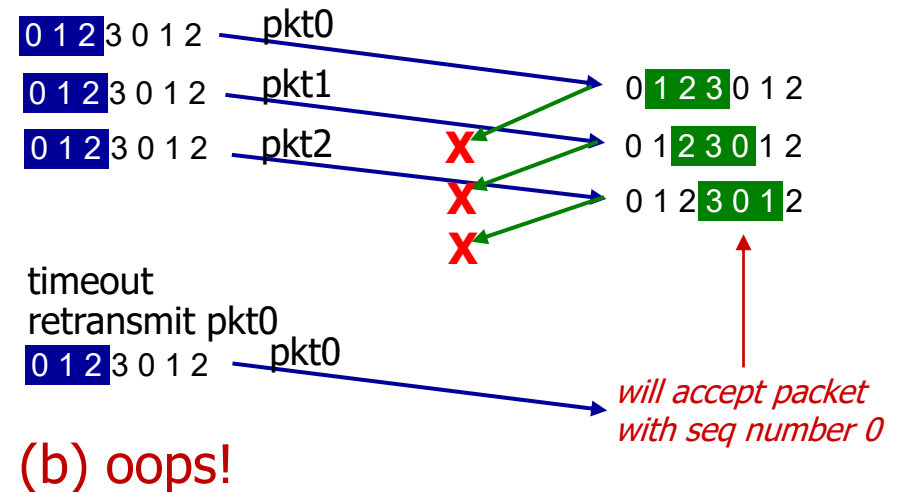 0 1 2 3 0 1 2 pkt0
0 1 2 3 0 1 2
0 1 2 3 0 1 2 pkt1
X 0 1 2 3 0 1 2
0 1 2 3 0 1 2 pkt2
X 0 1 2 3 0 1 2
X
timeout
retransmit pkt0
0 1 2 3 0 1 2 pkt0
will accept packet
with seq number 0
(b) oops!